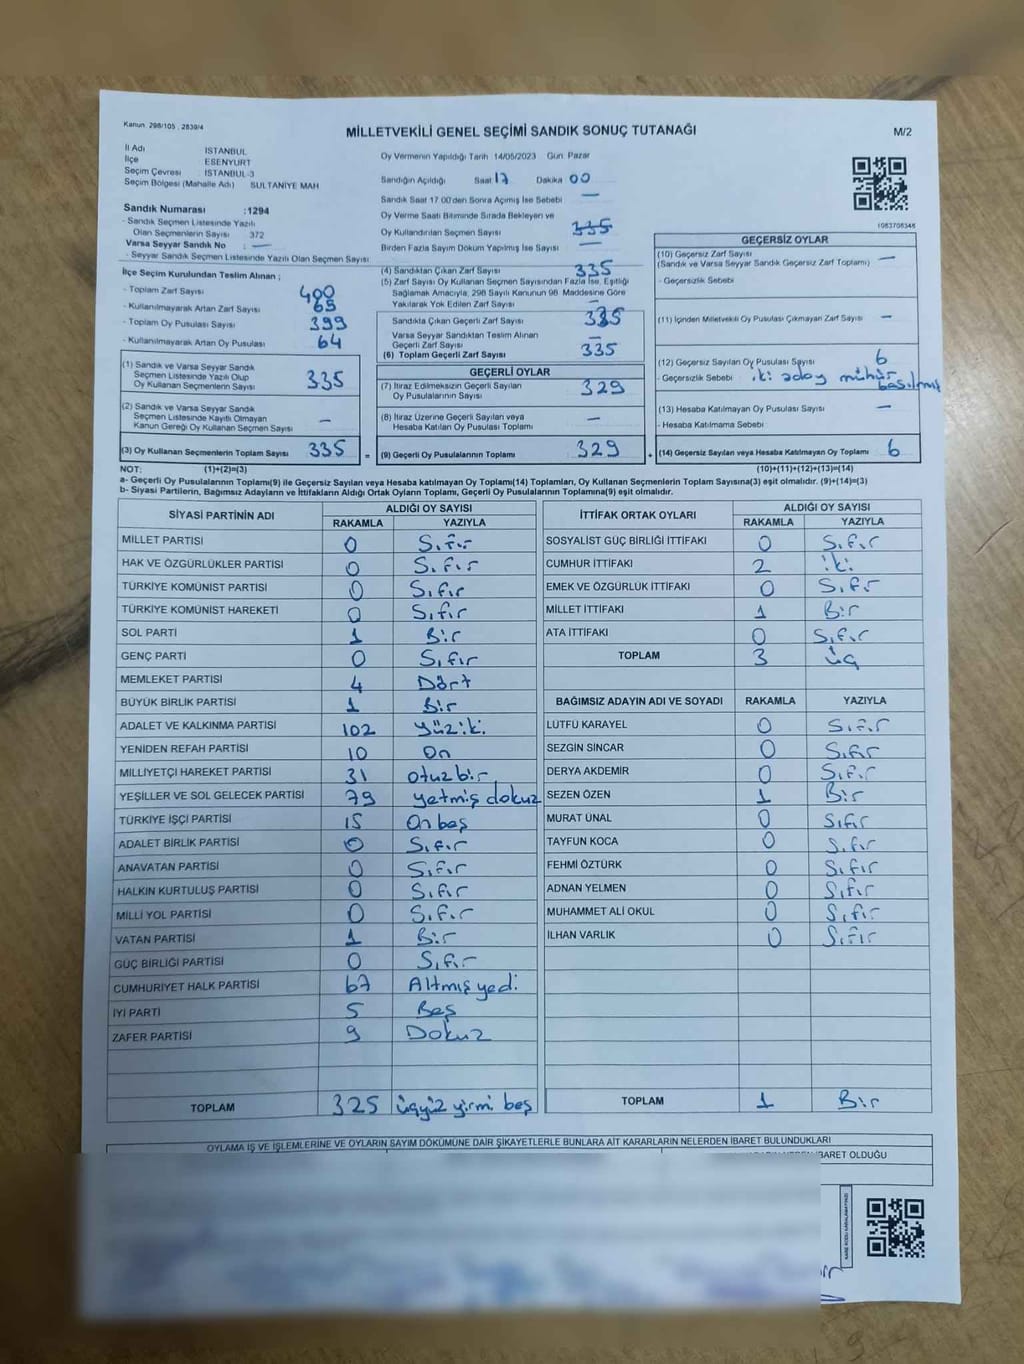 Kanun 298/105 , 2839/4
MİLLETVEKİLİ GENEL SEÇİMİ SANDIK SONUÇ TUTANAĞI
M/2
İl Adı İSTANBUL
İlçe ESENYURT
Seçim Çevresi : İSTANBUL-3
Seçim Bölgesi (Mahalle Adı) SULTANİYE MAH
Sandık Numarası :1294
- Sandık Seçmen Listesinde Yazılı
Olan Seçmenlerin Sayısı 372
Varsa Seyyar Sandık No : —
- Seyyar Seçmen Listesinde Yazılı Olan Seçmen Sayısı
Oy Vermenin Yapıldığı Tarih 14/05/2023 Gün Pazar
Sandığın Açıldığı Saat 17 Dakika 00
Sandık Saat 17 00'den Sonra Açılmış İse Sebebi —
Oy Verme Saati Bitiminde Sırada Bekleyen ve
Oy Kullandırılan Seçmen Sayısı 335
Birden Fazla Sayım Döküm Yapılmış İse Sayısı —
1063706346
İlçe Seçim Kurulundan Teslim Alınan ;
- Toplam Zarf Sayısı 400
- Kullanılmayarak Artan Zarf Sayısı 65
- Toplam Oy Pusulası Sayısı 399
- Kullanılmayarak Artan Oy Pusulası 64
(1) Sandık ve Varsa Seyyar Sandık
Seçmen Listesinde Yazılı Olup
Oy Kullanan Seçmenlerin Sayısı 335
(2) Sandık ve Varsa Seyyar Sandık
Seçmen Listesinde Kayıtlı Olmayan
Kanun Gereği Oy Kullanan Seçmen Sayısı —
(3) Oy Kullanan Seçmenlerin Toplam Sayısı 335 =
(4) Sandıktan Çıkan Zarf Sayısı 335
(5) Zarf Sayısı Oy Kullanan Seçmen Sayısından Fazla İse, Eşitliği
Sağlamak Amacıyla, 298 Sayılı Kanunun 98 Maddesine Göre
Yakılarak Yok Edilen Zarf Sayısı —
Sandıkta Çıkan Geçerli Zarf Sayısı 335
Varsa Seyyar Sandıktan Teslim Alınan
Geçerli Zarf Sayısı —
(6) Toplam Geçerli Zarf Sayısı 335
GEÇERLİ OYLAR
(7) İtiraz Edilmeksizin Geçerli Sayılan
Oy Pusulalarının Sayısı 329
(8) İtiraz Üzerine Geçerli Sayılan veya
Hesaba Katılan Oy Pusulası Toplamı —
(9) Geçerli Oy Pusulalarının Toplamı 329 +
GEÇERSİZ OYLAR
(10) Geçersiz Zarf Sayısı
(Sandık ve Varsa Seyyar Sandık Geçersiz Zarf Toplamı) —
- Geçersizlik Sebebi
(11) İçinden Milletvekili Oy Pusulası Çıkmayan Zarf Sayısı —
(12) Geçersiz Sayılan Oy Pusulası Sayısı 6
- Geçersizlik Sebebi iki aday mühür
basılmış
(13) Hesaba Katılmayan Oy Pusulası Sayısı —
- Hesaba Katılmama Sebebi
(14) Geçersiz Sayılan veya Hesaba Katılmayan Oy Toplamı 6
NOT: (1)+(2)=(3) (10)+(11)+(12)+(13)=(14)
a- Geçerli Oy Pusulalarının Toplamı(9) ile Geçersiz Sayılan veya Hesaba katılmayan Oy Toplamı(14) Toplamları, Oy Kullanan Seçmenlerin Toplam Sayısına(3) eşit olmalıdır. (9)+(14)=(3)
b- Siyasi Partilerin, Bağımsız Adayların ve İttifakların Aldığı Ortak Oyların Toplamı, Geçerli Oy Pusulalarının Toplamına(9) eşit olmalıdır.
SİYASİ PARTİNİN ADI ALDIĞI OY SAYISI
RAKAMLA YAZIYLA
MİLLET PARTİSİ 0 Sıfır
HAK VE ÖZGÜRLÜKLER PARTİSİ 0 Sıfır
TÜRKİYE KOMÜNİST PARTİSİ 0 Sıfır
TÜRKİYE KOMÜNİST HAREKETİ 0 Sıfır
SOL PARTİ 1 Bir
GENÇ PARTİ 0 Sıfır
MEMLEKET PARTİSİ 4 Dört
BÜYÜK BİRLİK PARTİSİ 1 Bir
ADALET VE KALKINMA PARTİSİ 102 yüz iki
YENİDEN REFAH PARTİSİ 10 On
MİLLİYETÇİ HAREKET PARTİSİ 31 otuz bir
YEŞİLLER VE SOL GELECEK PARTİSİ 79 yetmiş dokuz
TÜRKİYE İŞÇİ PARTİSİ 15 On beş
ADALET BİRLİK PARTİSİ 0 Sıfır
ANAVATAN PARTİSİ 0 Sıfır
HALKIN KURTULUŞ PARTİSİ 0 Sıfır
MİLLİ YOL PARTİSİ 0 Sıfır
VATAN PARTİSİ 1 Bir
GÜÇ BİRLİĞİ PARTİSİ 0 Sıfır
CUMHURİYET HALK PARTİSİ 67 Altmış yedi
İYİ PARTİ 5 Beş
ZAFER PARTİSİ 9 Dokuz
TOPLAM 325 üçyüz yirmi beş
İTTİFAK ORTAK OYLARI ALDIĞI OY SAYISI
RAKAMLA YAZIYLA
SOSYALİST GÜÇ BİRLİĞİ İTTİFAKI 0 Sıfır
CUMHUR İTTİFAKI 2 iki
EMEK VE ÖZGÜRLÜK İTTİFAKI 0 Sıfır
MİLLET İTTİFAKI 1 Bir
ATA İTTİFAKI 0 Sıfır
TOPLAM 3 üç
BAĞIMSIZ ADAYIN ADI VE SOYADI RAKAMLA YAZIYLA
LÜTFÜ KARAYEL 0 Sıfır
SEZGİN SİNCAR 0 Sıfır
DERYA AKDEMİR 0 Sıfır
SEZEN ÖZEN 1 Bir
MURAT ÜNAL 0 Sıfır
TAYFUN KOCA 0 Sıfır
FEHMİ ÖZTÜRK 0 Sıfır
ADNAN YELMEN 0 Sıfır
MUHAMMET ALİ OKUL 0 Sıfır
İLHAN VARLIK 0 Sıfır
TOPLAM 1 Bir
OYLAMA İŞ VE İŞLEMLERİNE VE OYLARIN SAYIM DÖKÜMÜNE DAİR ŞİKAYETLERLE BUNLARA AİT KARARLARIN NELERDEN İBARET BULUNDUKLARI
İBARET OLDUĞU